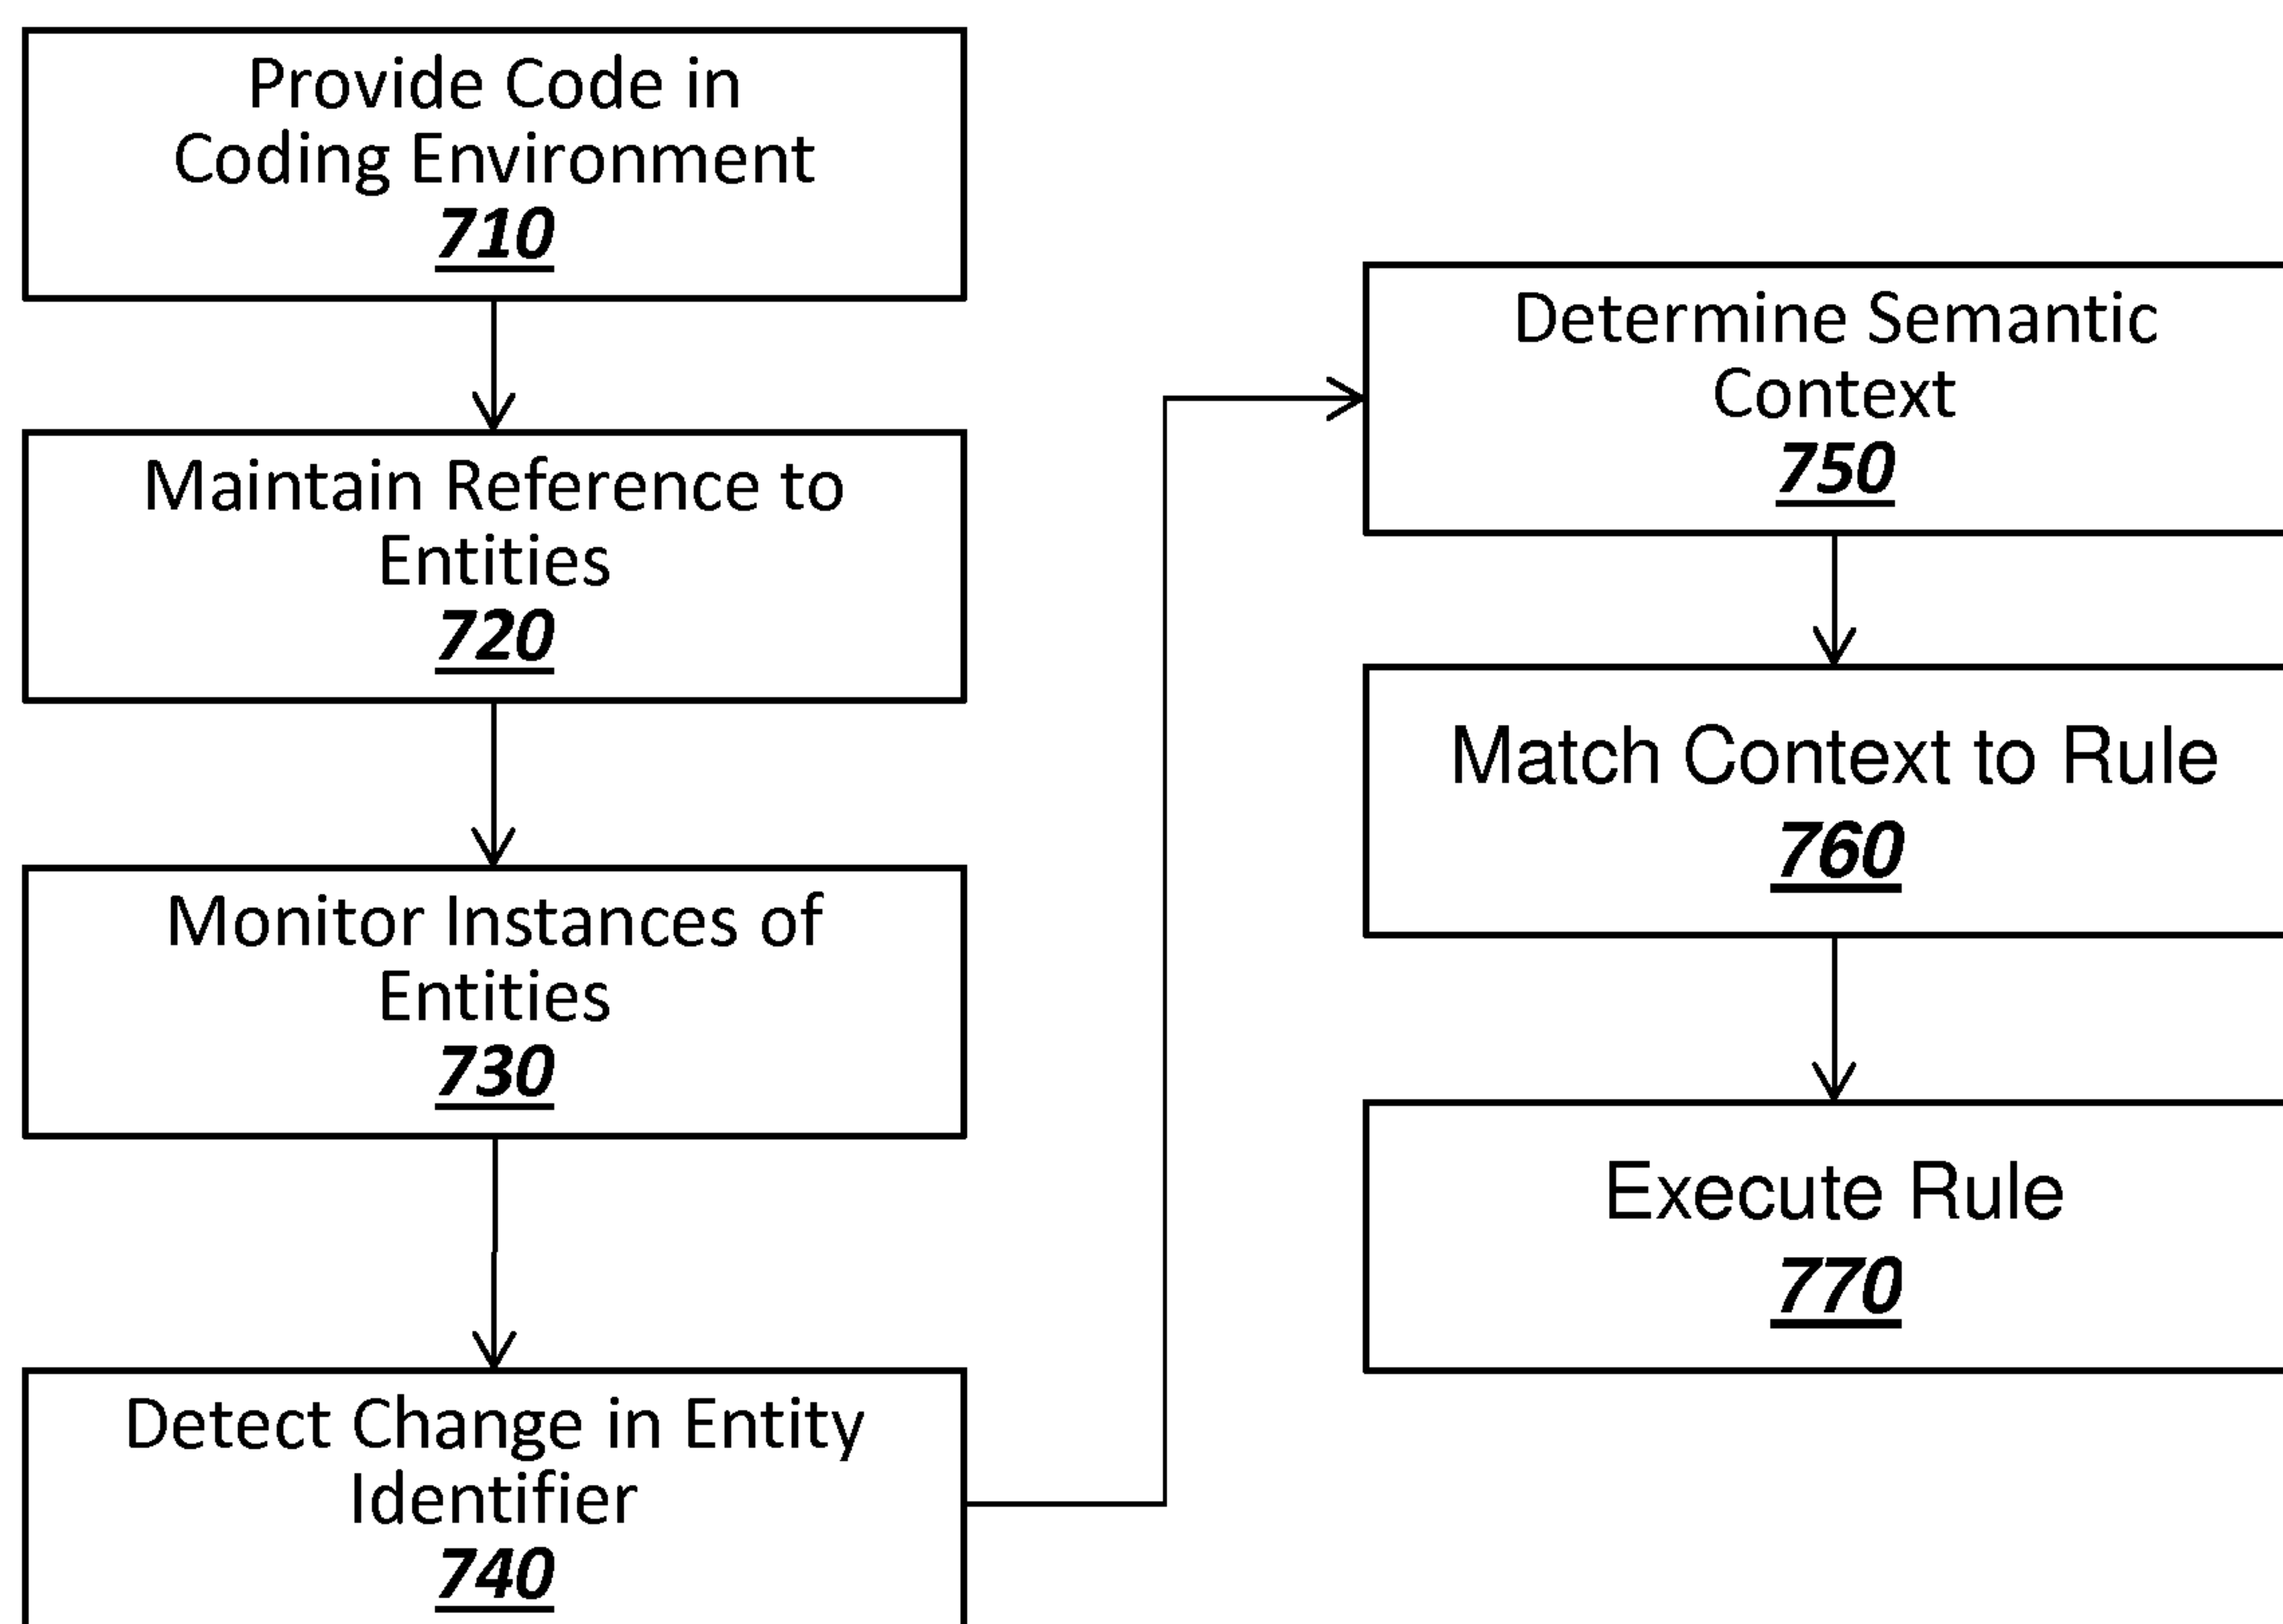 Provide Code in
Coding Environment
710
Maintain Reference to
Entities
720
Monitor Instances of
Entities
730
Detect Change in Entity
Identifier
740
Determine Semantic
Context
750
Match Context to Rule
760
Execute Rule
770